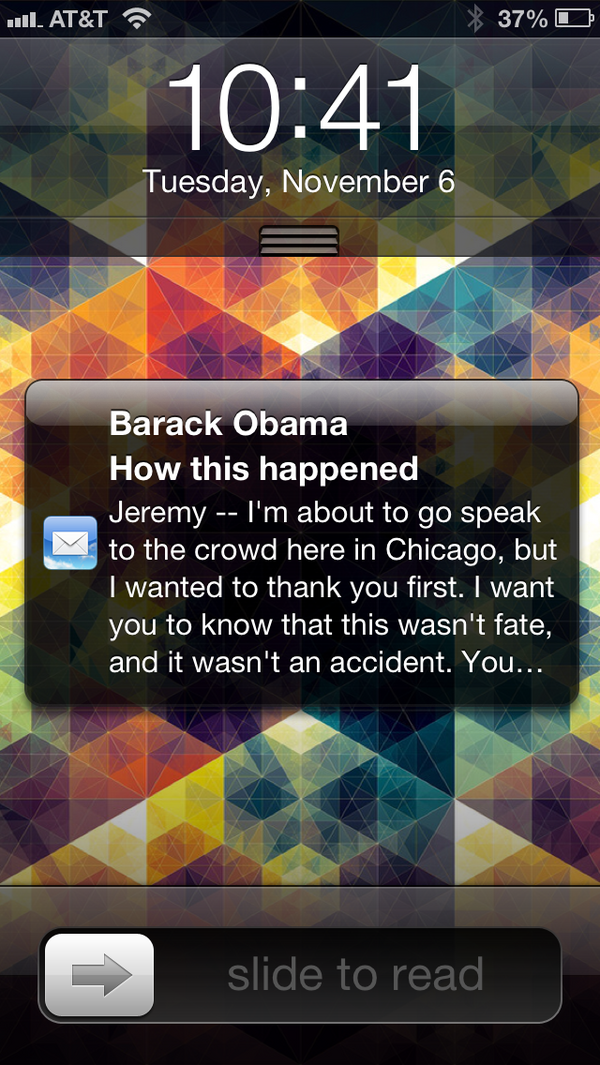 AT&T 37%
10:41
Tuesday, November 6
Barack Obama
How this happened
Jeremy -- I'm about to go speak
to the crowd here in Chicago, but
I wanted to thank you first. I want
you to know that this wasn't fate,
and it wasn't an accident. You…
slide to read